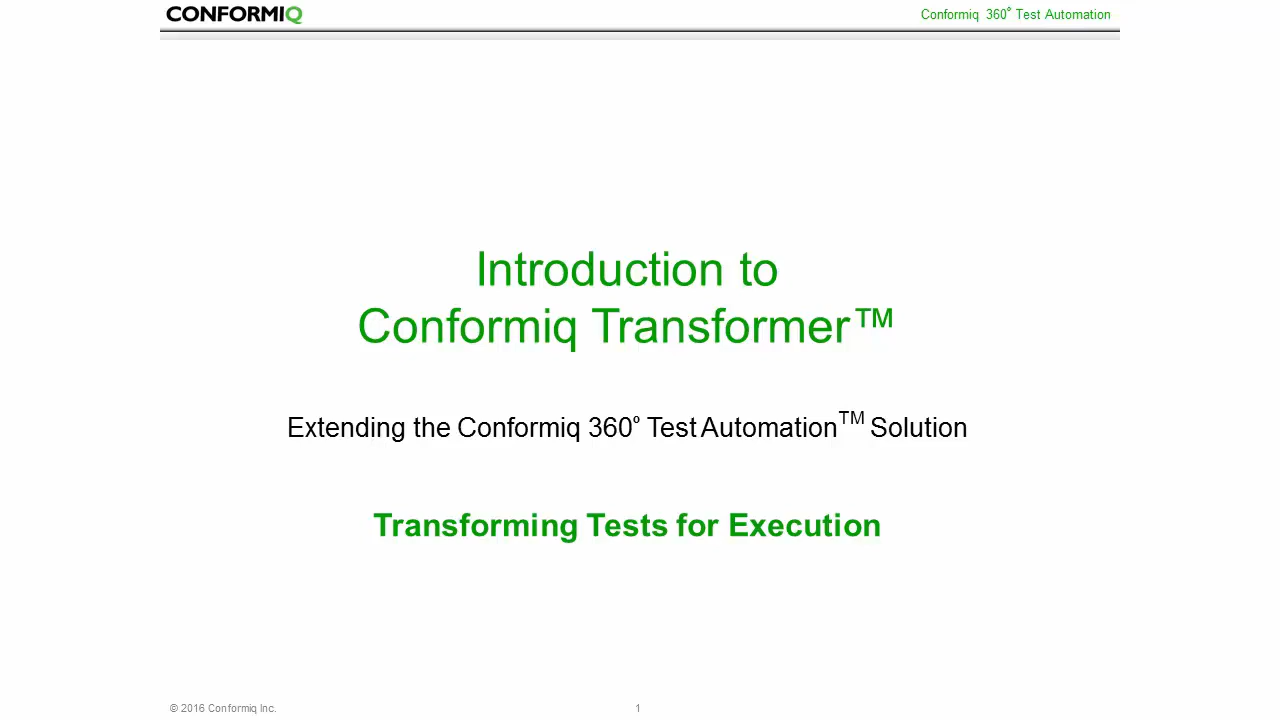 CONFORMIQ
Conformiq 360° Test Automation
Introduction to
Conformiq Transformer™
Extending the Conformiq 360° Test Automation™ Solution
Transforming Tests for Execution
© 2016 Conformiq Inc.
1